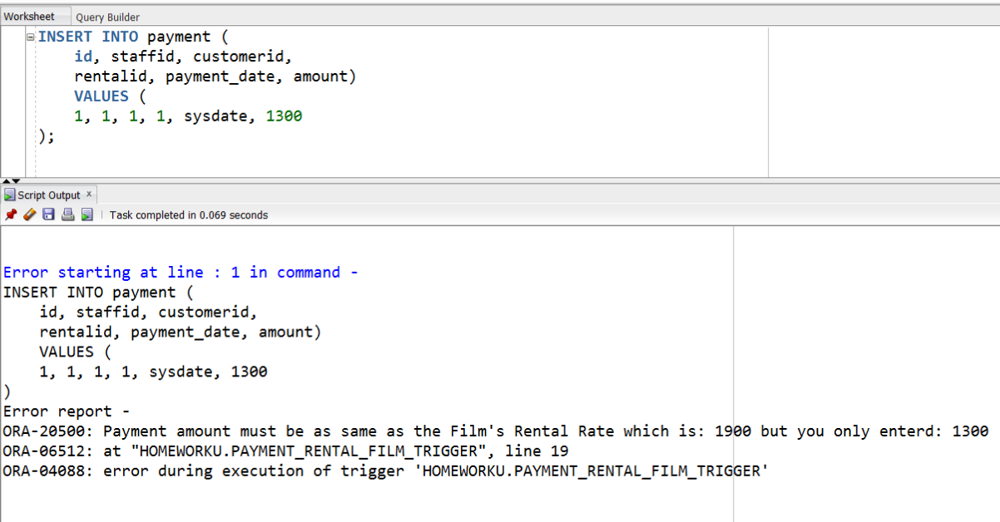 Worksheet Query Builder
INSERT INTO payment (
id, staffid, customerid,
rentalid, payment_date, amount)
VALUES (
1, 1, 1, 1, sysdate, 1300
);
Script Output x
Task completed in 0.069 seconds
Error starting at line : 1 in command -
INSERT INTO payment (
id, staffid, customerid,
rentalid, payment_date, amount)
VALUES (
1, 1, 1, 1, sysdate, 1300
)
Error report -
ORA-20500: Payment amount must be as same as the Film's Rental Rate which is: 1900 but you only enterd: 1300
ORA-06512: at "HOMEWORKU.PAYMENT_RENTAL_FILM_TRIGGER", line 19
ORA-04088: error during execution of trigger 'HOMEWORKU.PAYMENT_RENTAL_FILM_TRIGGER'